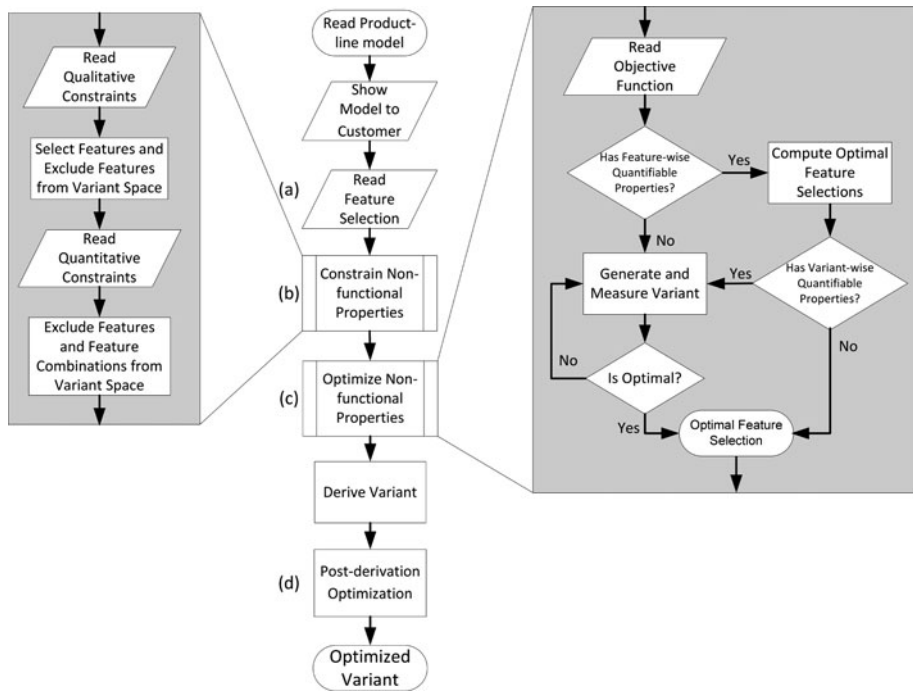 Read
Qualitative
Constraints
Select Features and
Exclude Features
from Variant Space
Read
Quantitative
Constraints
Exclude Features
and Feature
Combinations from
Variant Space
Read Product-
line model
Show
Model to
Customer
(a)
Read
Feature
Selection
(b)
Constrain Non-
functional
Properties
(c)
Optimize Non-
functional
Properties
Derive Variant
(d)
Post-derivation
Optimization
Optimized
Variant
Read
Objective
Function
Has Feature-wise
Quantifiable
Properties?
Yes
Compute Optimal
Feature
Selections
No
Generate and
Measure Variant
Yes
Has Variant-wise
Quantifiable
Properties?
No
Is Optimal?
No
Yes
Optimal Feature
Selection